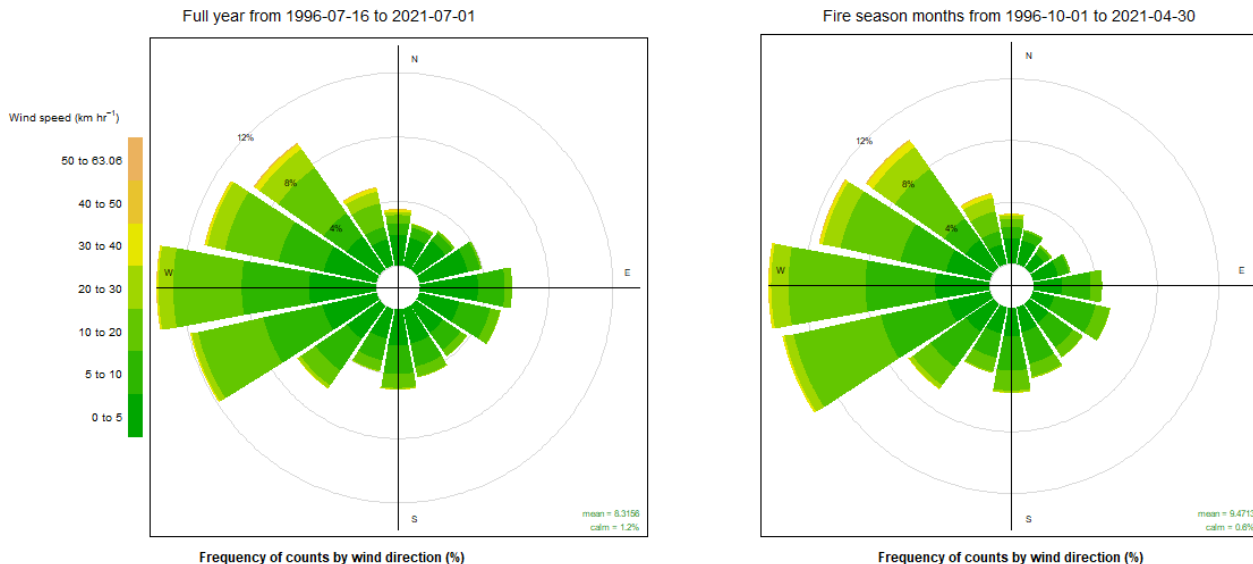 Full year from 1996-07-16 to 2021-07-01
Fire season months from 1996-10-01 to 2021-04-30
Wind speed (km hr⁻¹)
50 to 63.06
40 to 50
30 to 40
20 to 30
10 to 20
5 to 10
0 to 5
N
12%
8%
4%
W
E
S
mean = 8.3156
calm = 1.2%
Frequency of counts by wind direction (%)
N
12%
8%
4%
W
E
S
mean = 9.4713
calm = 0.6%
Frequency of counts by wind direction (%)